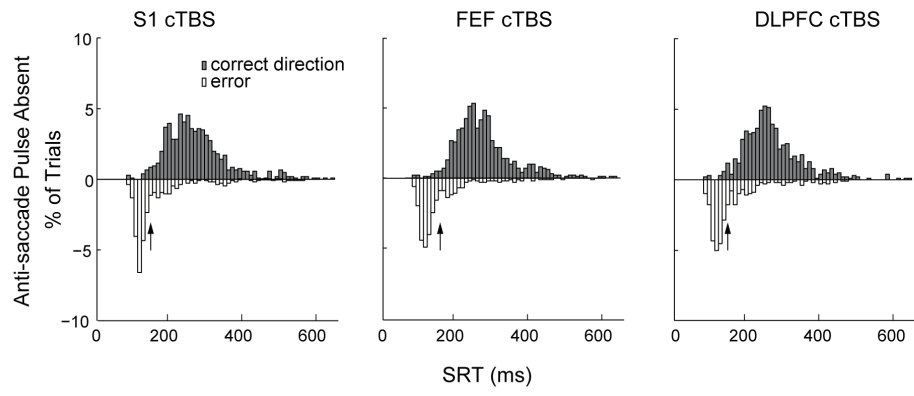 S1 cTBS
FEF cTBS
DLPFC cTBS
Anti-saccade Pulse Absent
% of Trials
10
5
0
−5
−10
correct direction
error
0 200 400 600
0 200 400 600
0 200 400 600
SRT (ms)